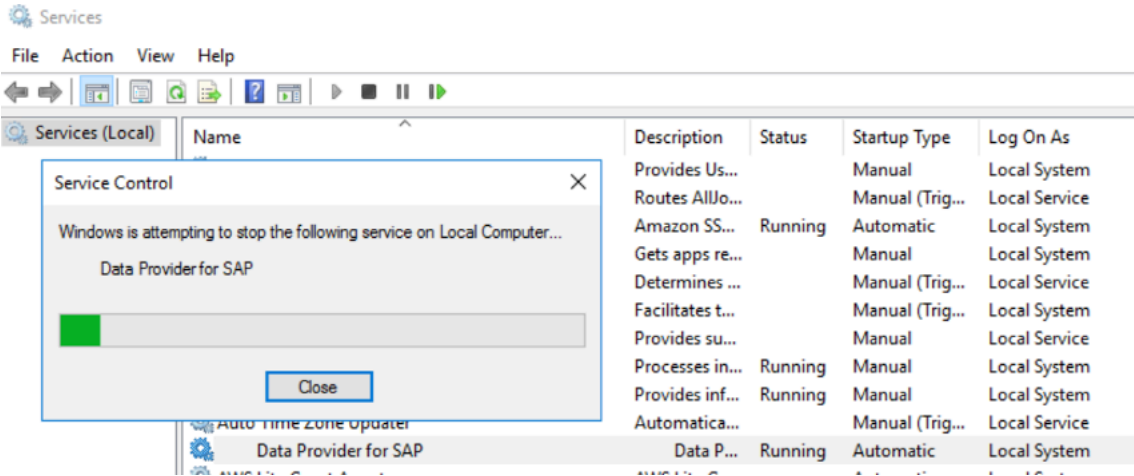 Services
File Action View Help
Services (Local)
Name Description Status Startup Type Log On As
Provides Us... Manual Local System
Routes AllJo... Manual (Trig... Local Service
Amazon SS... Running Automatic Local System
Gets apps re... Manual Local System
Determines ... Manual (Trig... Local Service
Facilitates t... Manual (Trig... Local System
Provides su... Manual Local Service
Processes in... Running Manual Local System
Provides inf... Running Manual Local System
Service Control
Windows is attempting to stop the following service on Local Computer...
Data Provider for SAP
Close
Auto Time Zone Updater Automatica... Manual (Trig... Local Service
Data Provider for SAP Data P... Running Automatic Local System